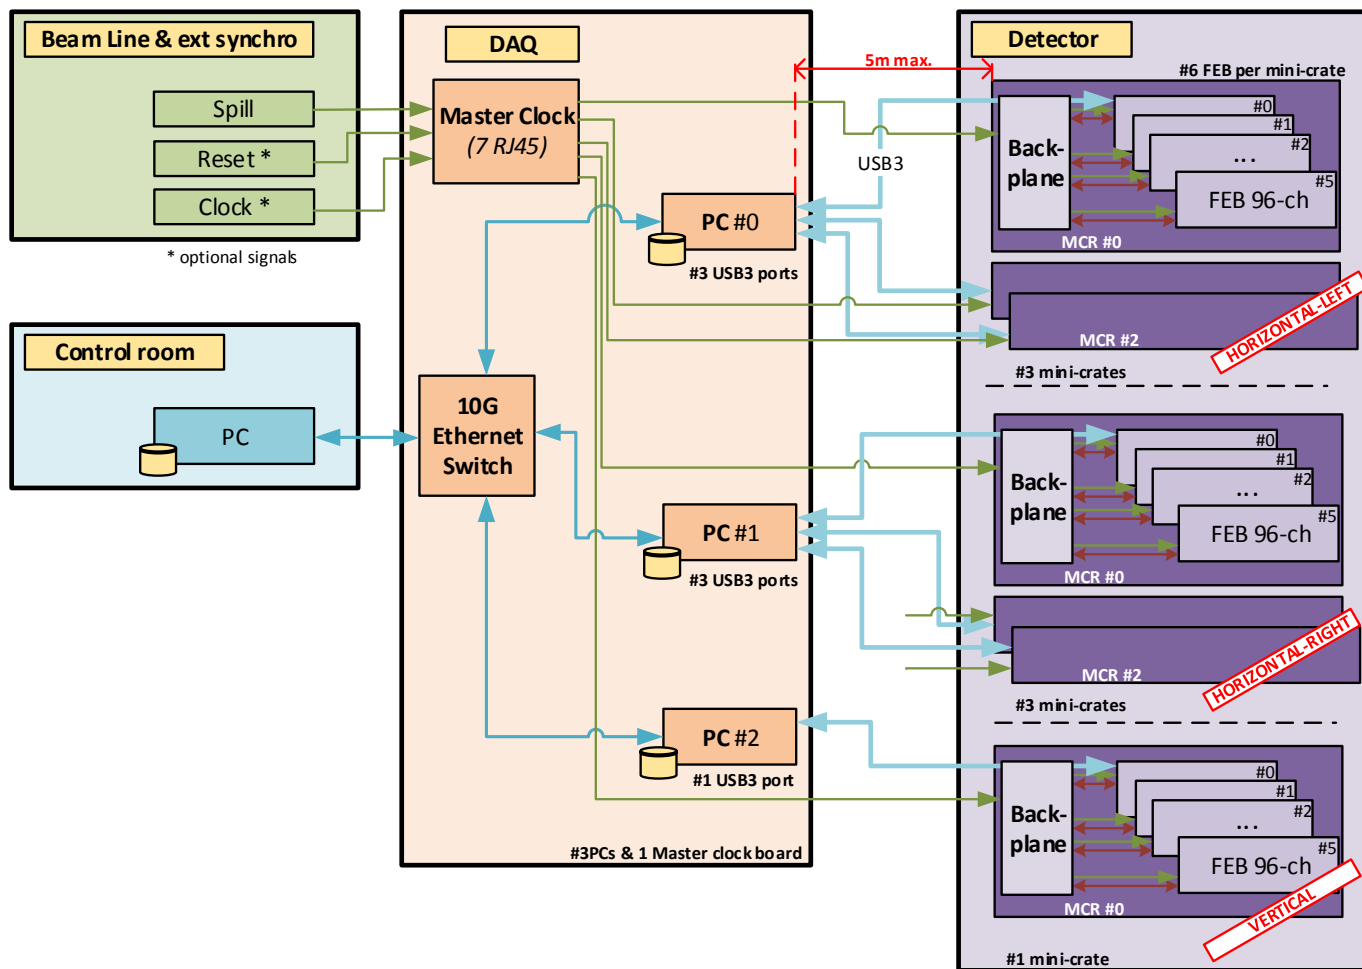 Beam Line & ext synchro
Spill
Reset *
Clock *
* optional signals
Control room
PC
DAQ
Master Clock
(7 RJ45)
10G
Ethernet
Switch
PC #0
#3 USB3 ports
PC #1
#3 USB3 ports
PC #2
#1 USB3 port
#3PCs & 1 Master clock board
5m max.
USB3
Detector
#6 FEB per mini-crate
Back-
plane
#0
#1
#2
...
#5
FEB 96-ch
MCR #0
MCR #2
HORIZONTAL-LEFT
#3 mini-crates
Back-
plane
#0
#1
#2
...
#5
FEB 96-ch
MCR #0
MCR #2
HORIZONTAL-RIGHT
#3 mini-crates
Back-
plane
#0
#1
#2
...
#5
FEB 96-ch
MCR #0
VERTICAL
#1 mini-crate